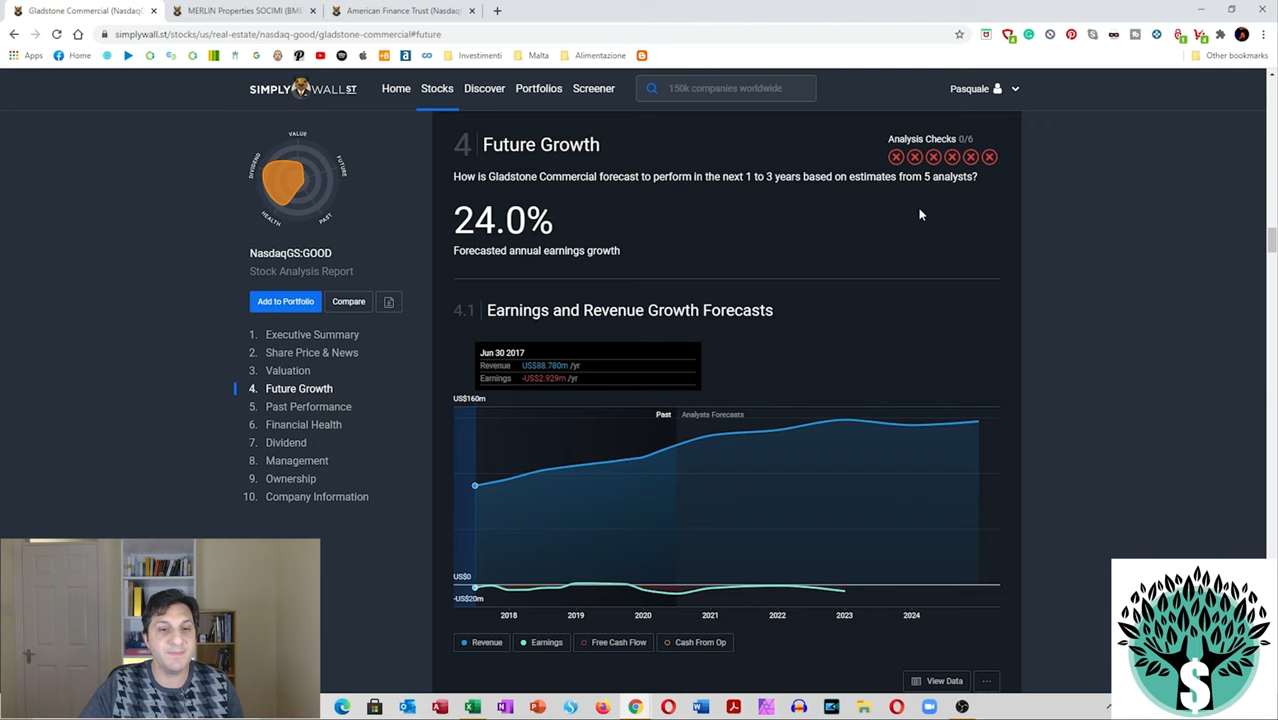 Gladstone Commercial (NasdaqG
MERLIN Properties SOCIMI (BME
American Finance Trust (NasdaqG
simplywall.st/stocks/us/real-estate/nasdaq-good/gladstone-commercial#future
Apps
Home
Investimenti
Malta
Alimentazione
Other bookmarks
SIMPLY WALL ST
Home
Stocks
Discover
Portfolios
Screener
150k companies worldwide
Pasquale
VALUE
FUTURE
PAST
HEALTH
DIVIDEND
NasdaqGS:GOOD
Stock Analysis Report
Add to Portfolio
Compare
1. Executive Summary
2. Share Price & News
3. Valuation
4. Future Growth
5. Past Performance
6. Financial Health
7. Dividend
8. Management
9. Ownership
10. Company Information
4 Future Growth
Analysis Checks 0/6
How is Gladstone Commercial forecast to perform in the next 1 to 3 years based on estimates from 5 analysts?
24.0%
Forecasted annual earnings growth
4.1 Earnings and Revenue Growth Forecasts
Jun 30 2017
Revenue US$88.780m /yr
Earnings -US$2.929m /yr
US$160m
Past
Analysts Forecasts
US$0
-US$20m
2018 2019 2020 2021 2022 2023 2024
Revenue
Earnings
Free Cash Flow
Cash From Op
View Data
...
$